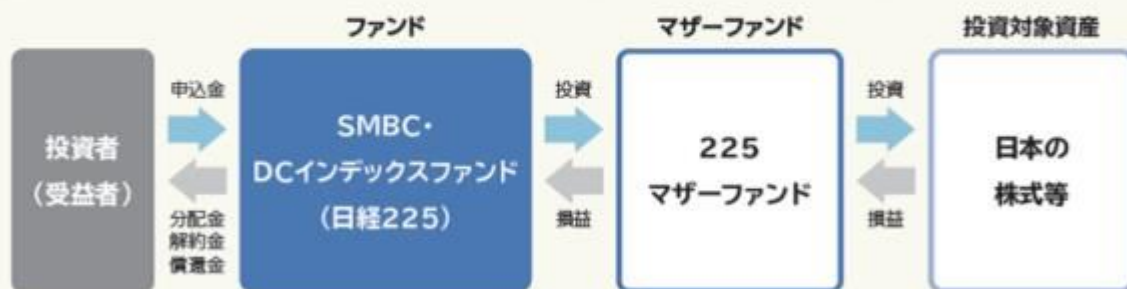 ファンド
マザーファンド
投資対象資産
投資者
（受益者）
申込金
分配金
解約金
償還金
SMBC・
DCインデックスファンド
（日経225）
投資
損益
225
マザーファンド
投資
損益
日本の
株式等